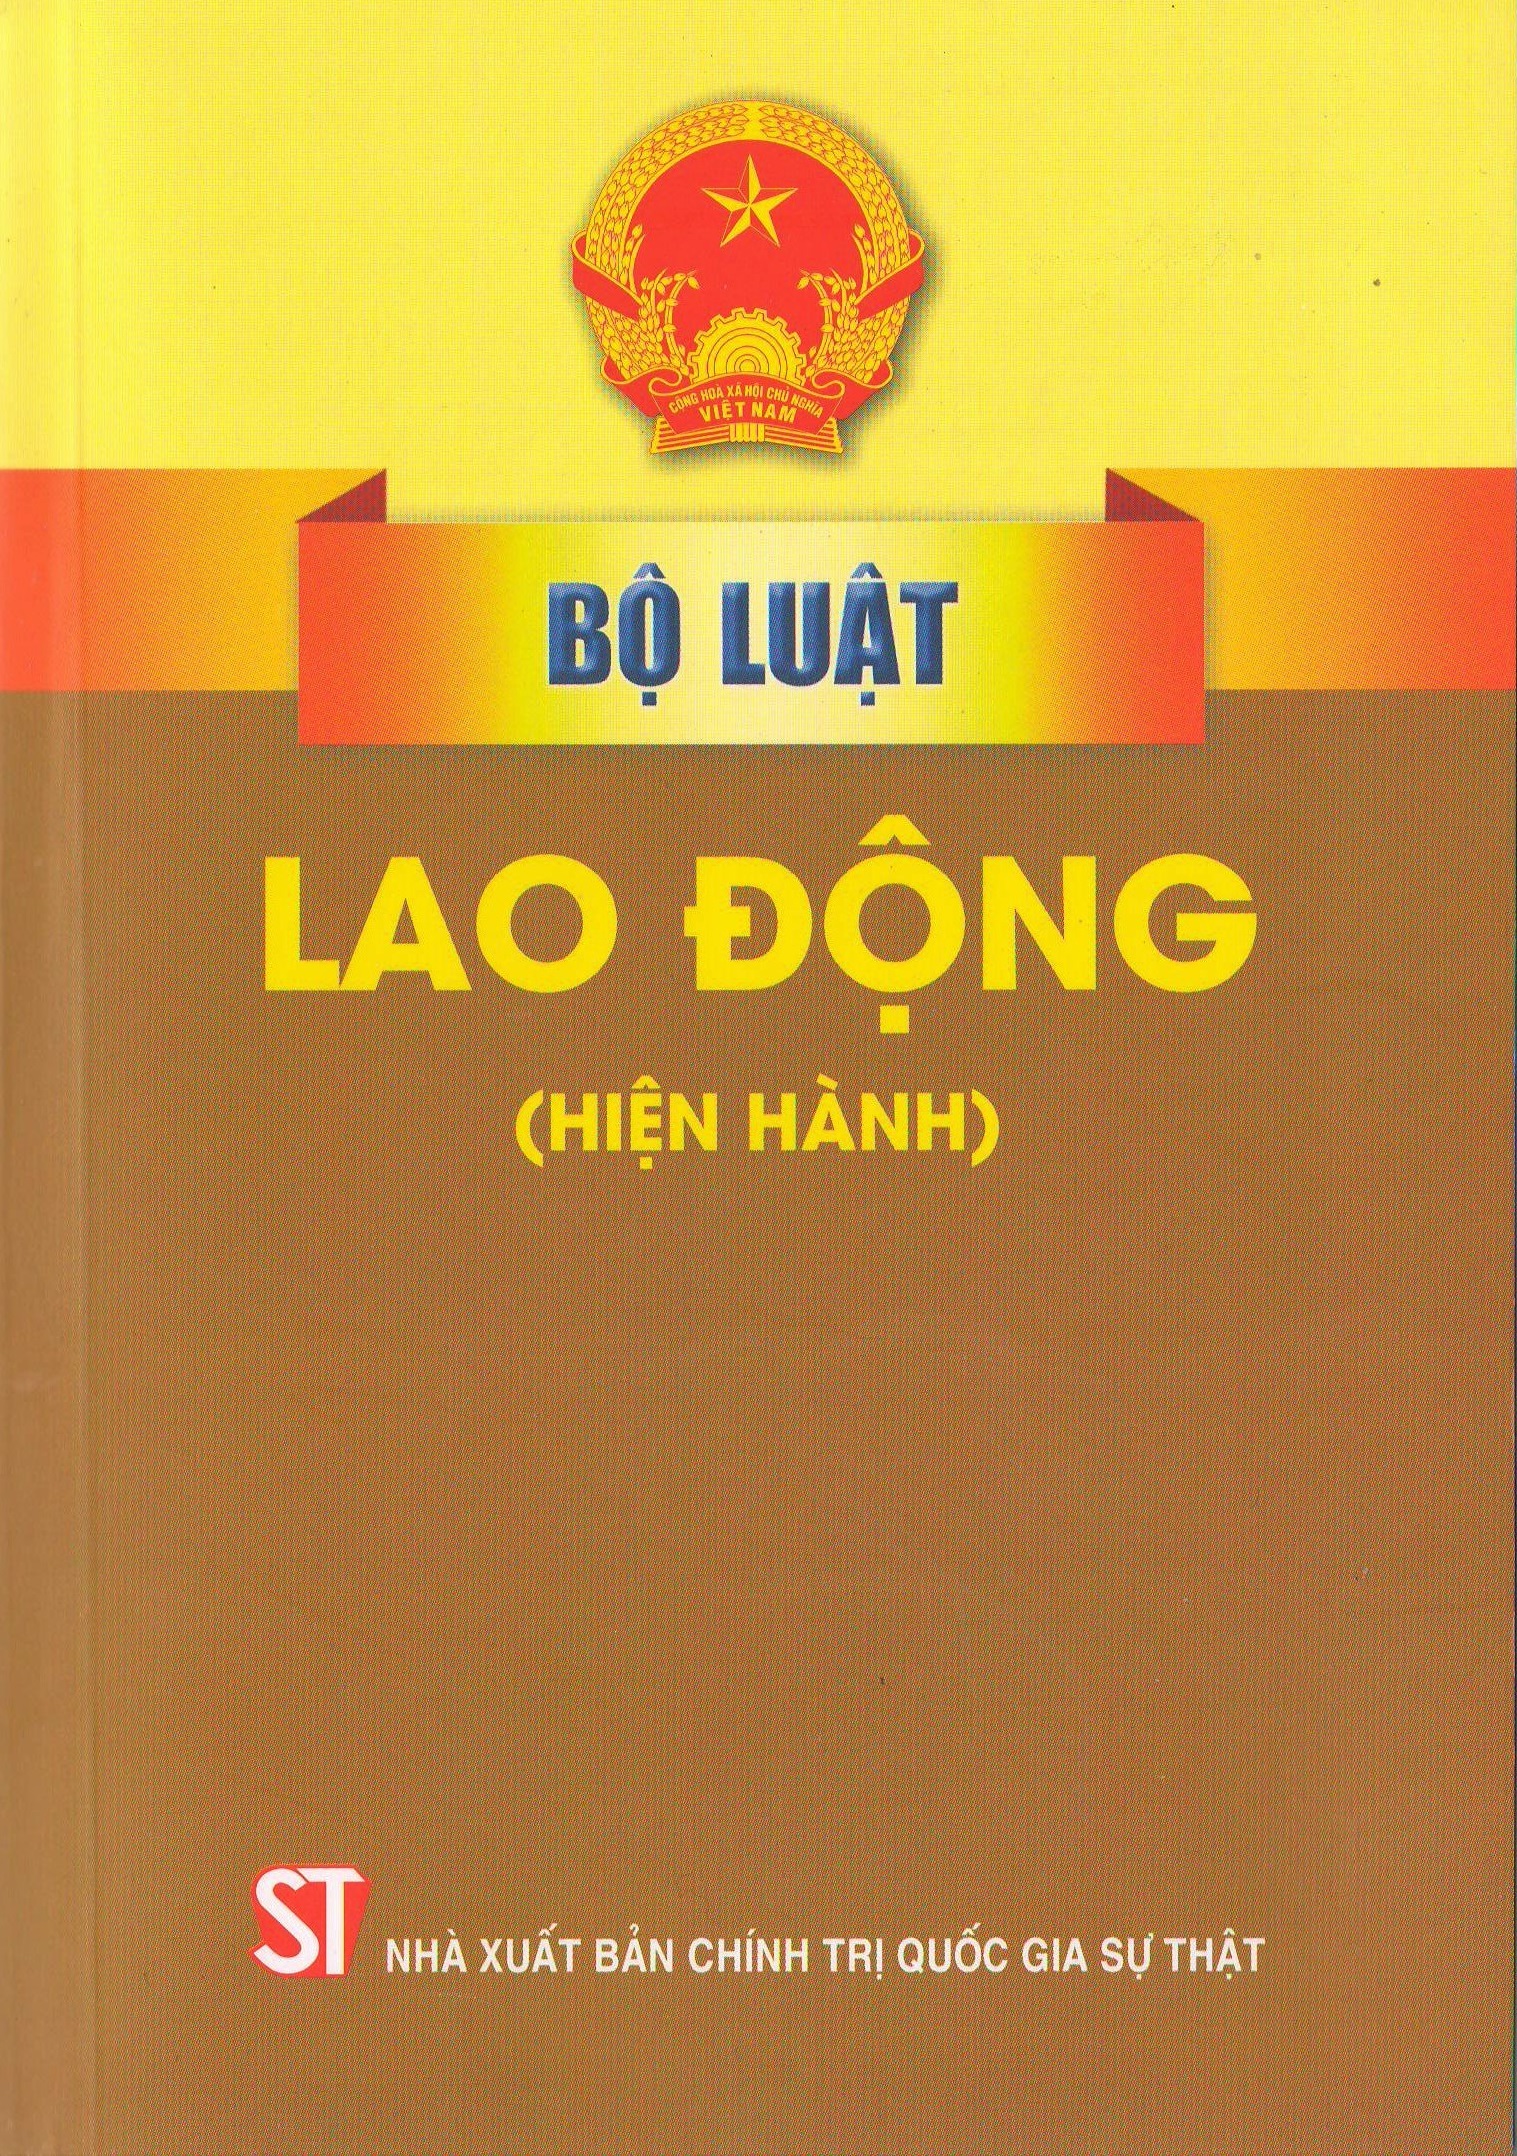 CỘNG HOÀ XÃ HỘI CHỦ NGHĨA
VIỆT NAM
BỘ LUẬT
LAO ĐỘNG
(HIỆN HÀNH)
ST
NHÀ XUẤT BẢN CHÍNH TRỊ QUỐC GIA SỰ THẬT